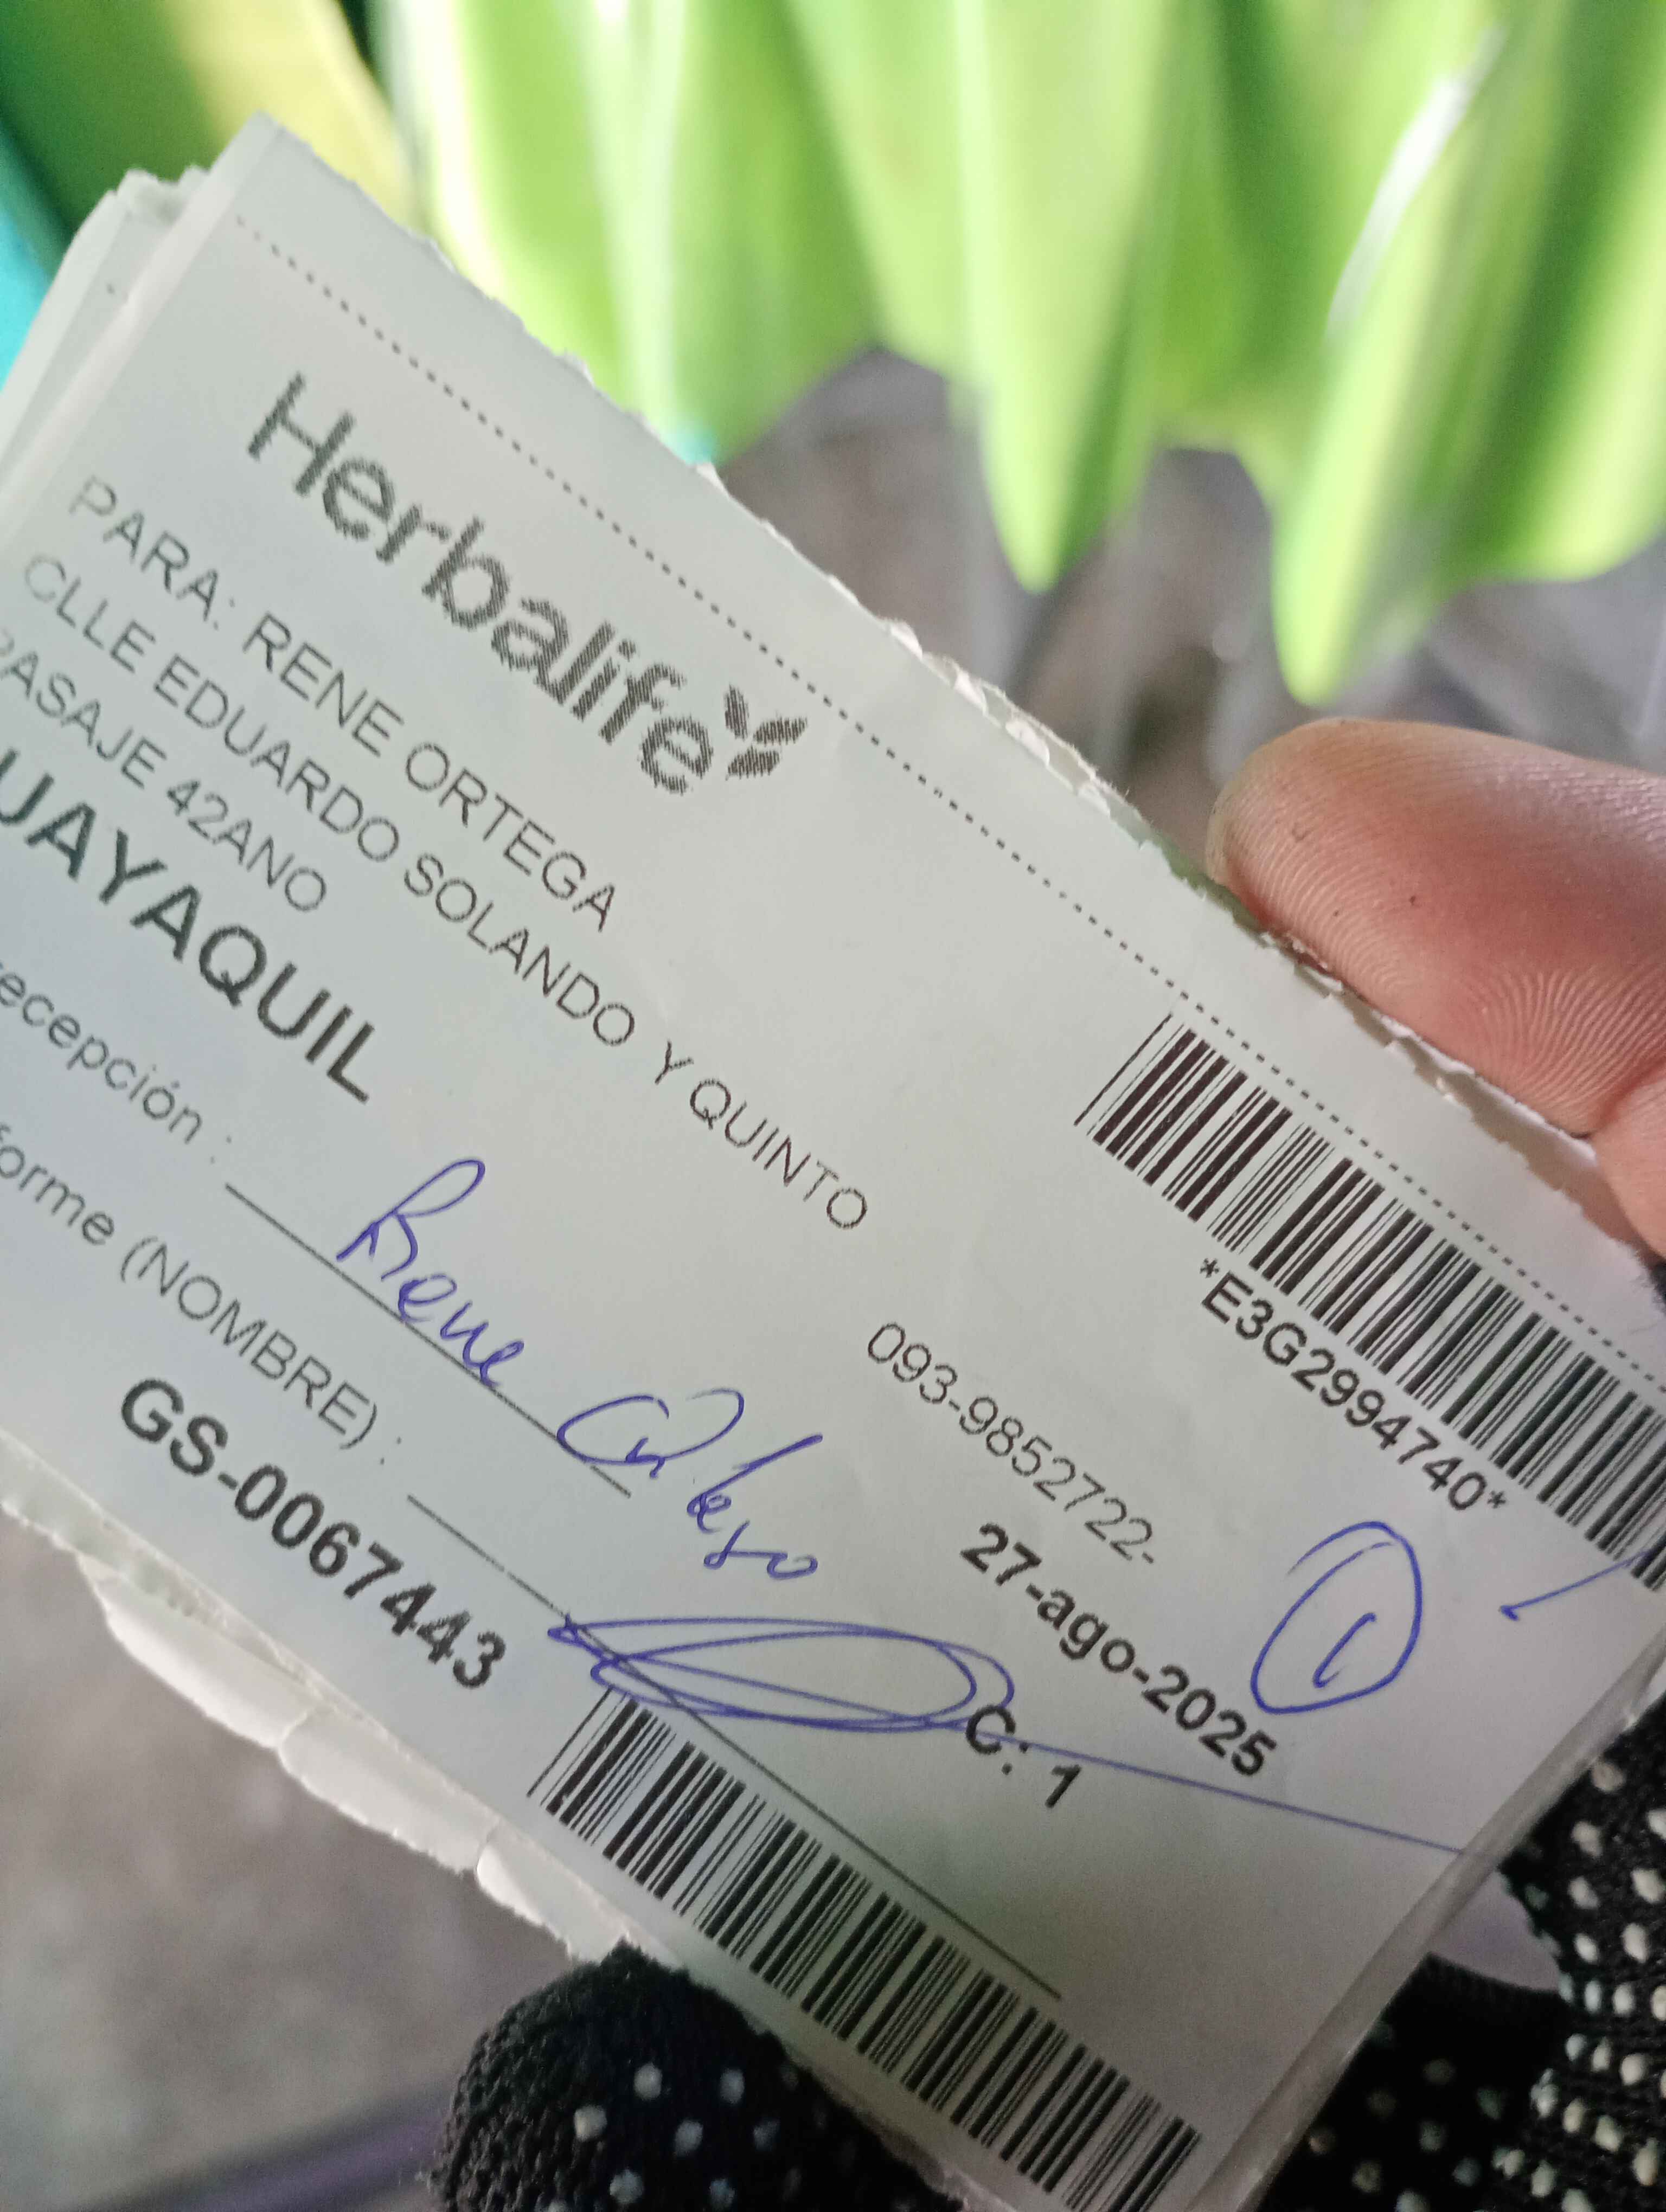 Herbalife
*E3G2994740*
PARA: RENE ORTEGA
CLLE EDUARDO SOLANDO Y QUINTO
PASAJE 42ANO
093-9852722-
UAYAQUIL
27-ago-2025
ecepción :
Rene
forme (NOMBRE) :
C: 1
GS-0067443